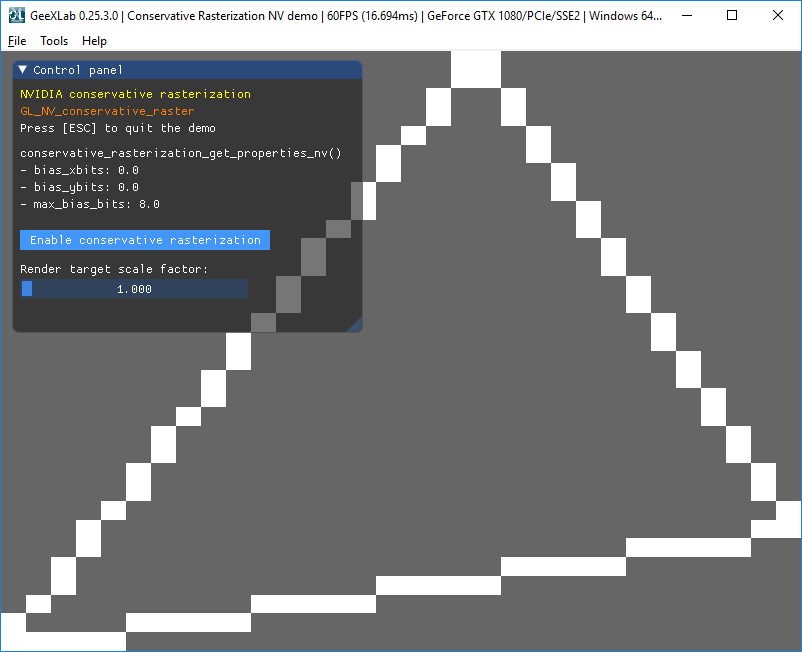 GeeXLab 0.25.3.0 | Conservative Rasterization NV demo | 60FPS (16.694ms) | GeForce GTX 1080/PCIe/SSE2 | Windows 64...
File Tools Help
▼ Control panel
NVIDIA conservative rasterization
GL_NV_conservative_raster
Press [ESC] to quit the demo
conservative_rasterization_get_properties_nv()
- bias_xbits: 0.0
- bias_ybits: 0.0
- max_bias_bits: 8.0
Enable conservative rasterization
Render target scale factor:
1.000